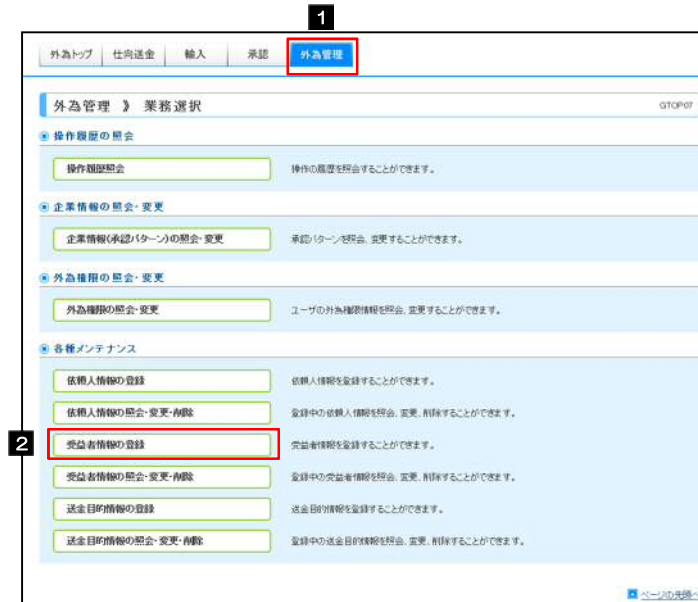 1
外為トップ 仕向送金 輸入 承認 外為管理
外為管理 》 業務選択 GTOP07
操作履歴の照会
操作履歴照会 操作の履歴を照会することができます。
企業情報の照会・変更
企業情報(承認パターン)の照会・変更 承認パターンを照会、変更することができます。
外為権限の照会・変更
外為権限の照会・変更 ユーザの外為権限情報を照会、変更することができます。
各種メンテナンス
依頼人情報の登録 依頼人情報を登録することができます。
依頼人情報の照会・変更・削除 登録中の依頼人情報を照会、変更、削除することができます。
2 受益者情報の登録 受益者情報を登録することができます。
受益者情報の照会・変更・削除 登録中の受益者情報を照会、変更、削除することができます。
送金目的情報の登録 送金目的情報を登録することができます。
送金目的情報の照会・変更・削除 登録中の送金目的情報を照会、変更、削除することができます。
ページの先頭へ